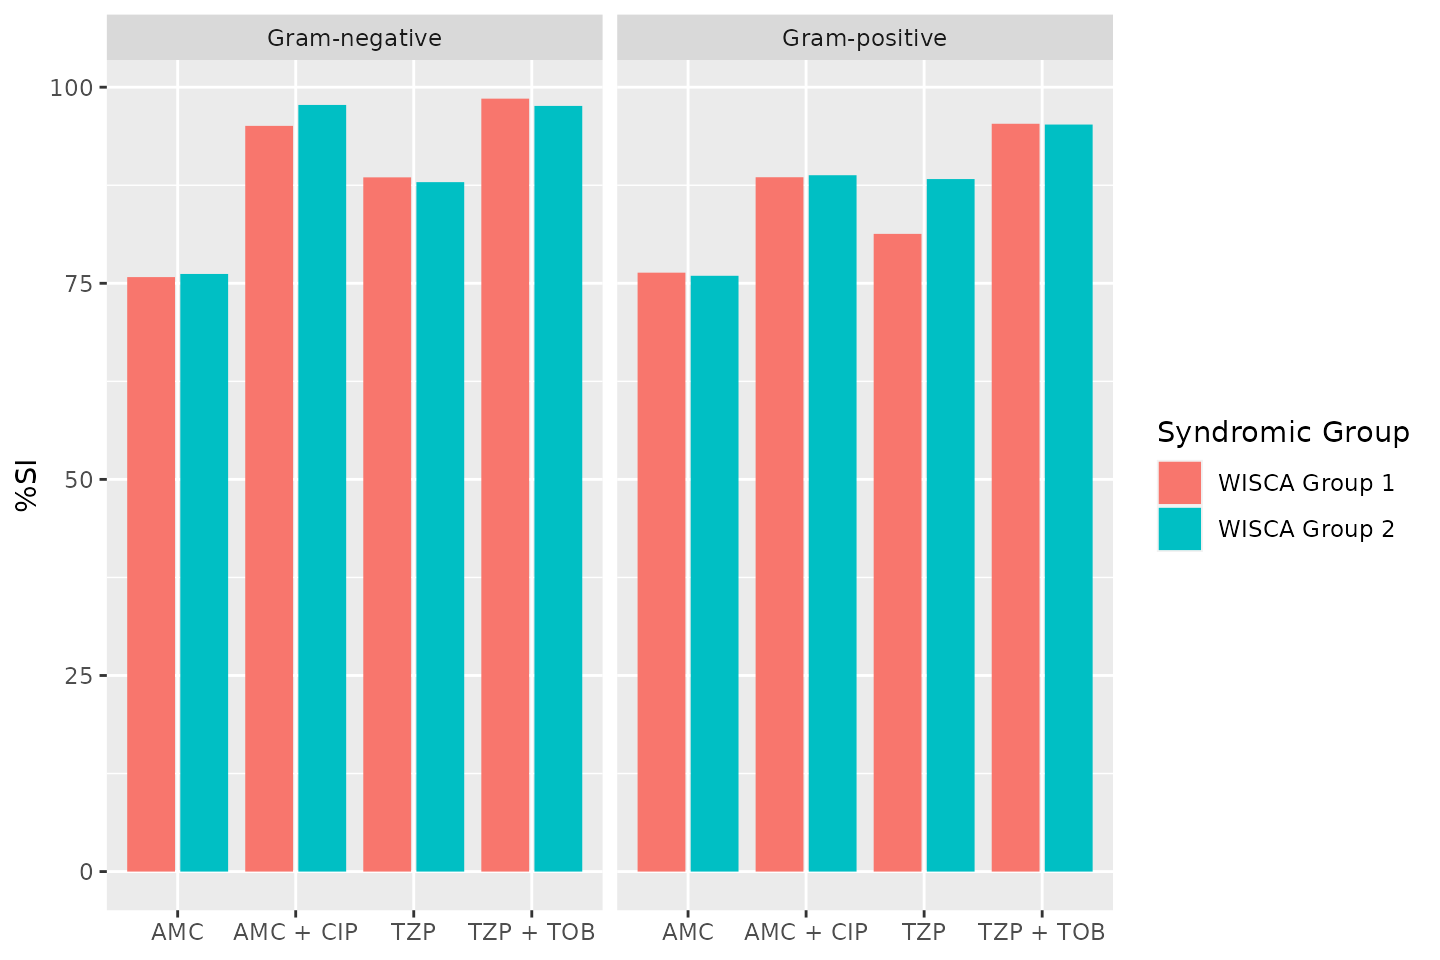 Gram-negative
Gram-positive
%SI
100
75
50
25
0
AMC
AMC + CIP
TZP
TZP + TOB
AMC
AMC + CIP
TZP
TZP + TOB
Syndromic Group
WISCA Group 1
WISCA Group 2